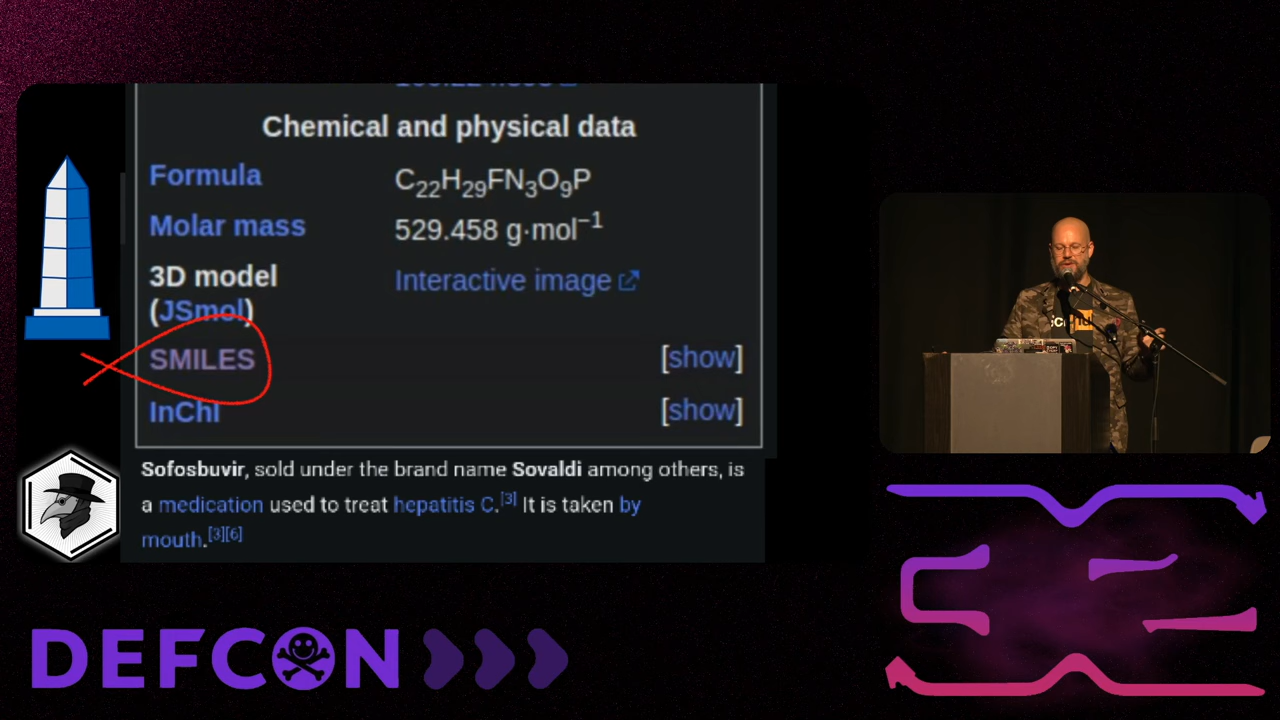 Chemical and physical data
Formula C22H29FN3O9P
Molar mass 529.458 g·mol−1
3D model Interactive image
(JSmol)
SMILES [show]
InChI [show]
Sofosbuvir, sold under the brand name Sovaldi among others, is
a medication used to treat hepatitis C.[3] It is taken by
mouth.[3][6]
DEFCON